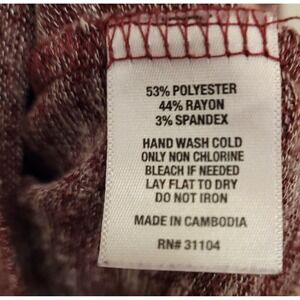 53% POLYESTER
44% RAYON
3% SPANDEX
HAND WASH COLD
ONLY NON CHLORINE
BLEACH IF NEEDED
LAY FLAT TO DRY
DO NOT IRON
MADE IN CAMBODIA
RN# 31104